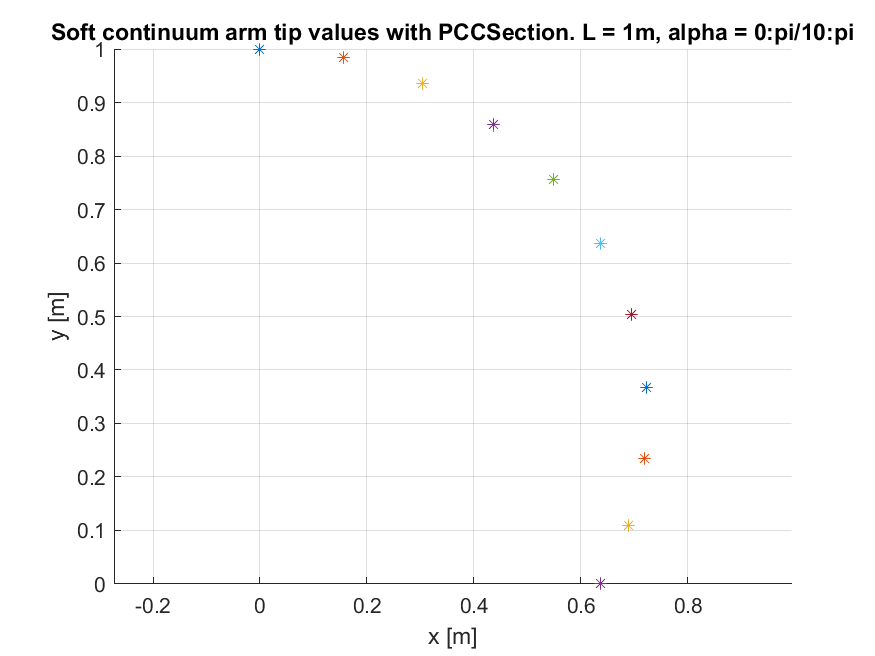 Soft continuum arm tip values with PCCSection. L = 1m, alpha = 0:pi/10:pi
1
0.9
0.8
0.7
0.6
0.5
0.4
0.3
0.2
0.1
0
y [m]
-0.2 0 0.2 0.4 0.6 0.8
x [m]